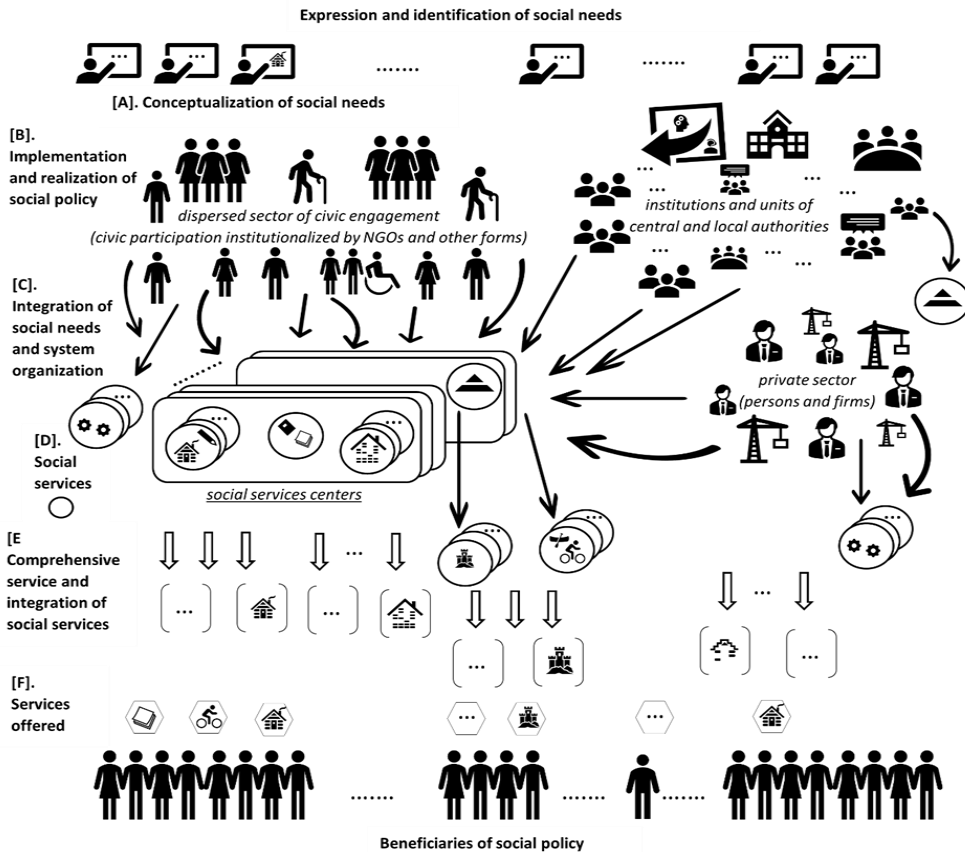 Expression and identification of social needs
[A]. Conceptualization of social needs
[B].
Implementation
and realization of
social policy
dispersed sector of civic engagement
(civic participation institutionalized by NGOs and other forms)
institutions and units of
central and local authorities
[C].
Integration of
social needs
and system
organization
private sector
(persons and firms)
[D].
Social
services
social services centers
[E
Comprehensive
service and
integration of
social services
[F].
Services
offered
Beneficiaries of social policy